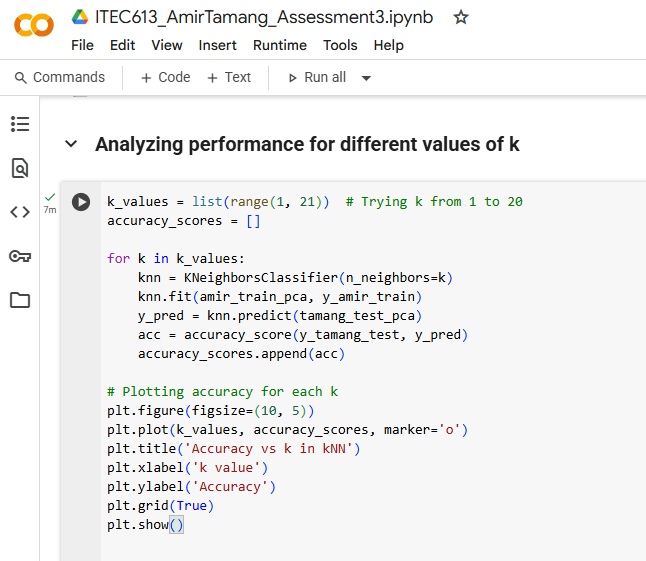 ITEC613_AmirTamang_Assessment3.ipynb
File Edit View Insert Runtime Tools Help
Commands + Code + Text Run all
Analyzing performance for different values of k
7m
k_values = list(range(1, 21))  # Trying k from 1 to 20
accuracy_scores = []
for k in k_values:
    knn = KNeighborsClassifier(n_neighbors=k)
    knn.fit(amir_train_pca, y_amir_train)
    y_pred = knn.predict(tamang_test_pca)
    acc = accuracy_score(y_tamang_test, y_pred)
    accuracy_scores.append(acc)
# Plotting accuracy for each k
plt.figure(figsize=(10, 5))
plt.plot(k_values, accuracy_scores, marker='o')
plt.title('Accuracy vs k in kNN')
plt.xlabel('k value')
plt.ylabel('Accuracy')
plt.grid(True)
plt.show()